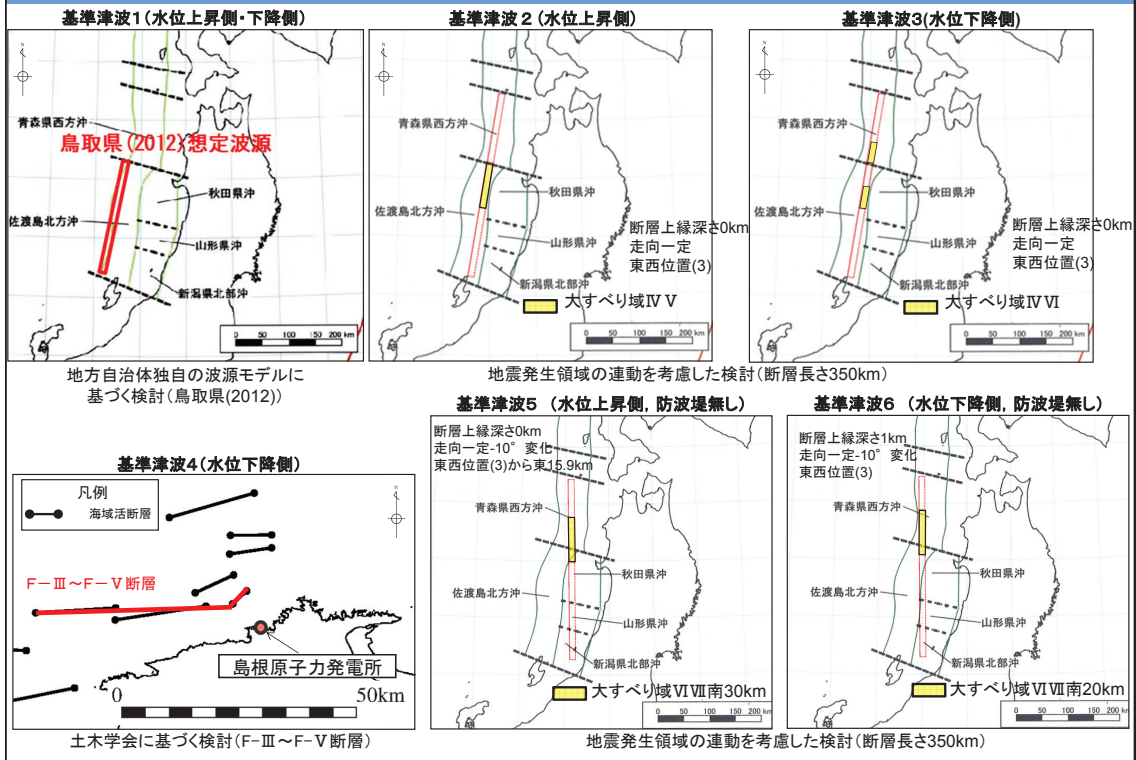 基準津波1(水位上昇側・下降側)
青森県西方沖
鳥取県(2012)想定波源
秋田県沖
佐渡島北方沖
山形県沖
新潟県北部沖
0 50 100 150 200 km
地方自治体独自の波源モデルに
基づく検討(鳥取県(2012))
基準津波2(水位上昇側)
青森県西方沖
秋田県沖
佐渡島北方沖
断層上縁深さ0km
走向一定
東西位置(3)
山形県沖
新潟県北部沖
大すべり域ⅣⅤ
0 50 100 150 200 km
基準津波3(水位下降側)
青森県西方沖
秋田県沖
佐渡島北方沖
断層上縁深さ0km
走向一定
東西位置(3)
山形県沖
新潟県北部沖
大すべり域ⅣⅥ
0 50 100 150 200 km
地震発生領域の連動を考慮した検討(断層長さ350km)
基準津波4(水位下降側)
凡例
海域活断層
F-Ⅲ~F-Ⅴ断層
島根原子力発電所
0 50km
土木学会に基づく検討(F-Ⅲ~F-Ⅴ断層)
基準津波5 (水位上昇側,防波堤無し)
断層上縁深さ0km
走向一定-10°変化
東西位置(3)から東15.9km
青森県西方沖
秋田県沖
佐渡島北方沖
山形県沖
新潟県北部沖
大すべり域ⅥⅦ南30km
0 50 100 150 200 km
基準津波6 (水位下降側,防波堤無し)
断層上縁深さ1km
走向一定-10°変化
東西位置(3)
青森県西方沖
秋田県沖
佐渡島北方沖
山形県沖
新潟県北部沖
大すべり域ⅥⅦ南20km
0 50 100 150 200 km
地震発生領域の連動を考慮した検討(断層長さ350km)